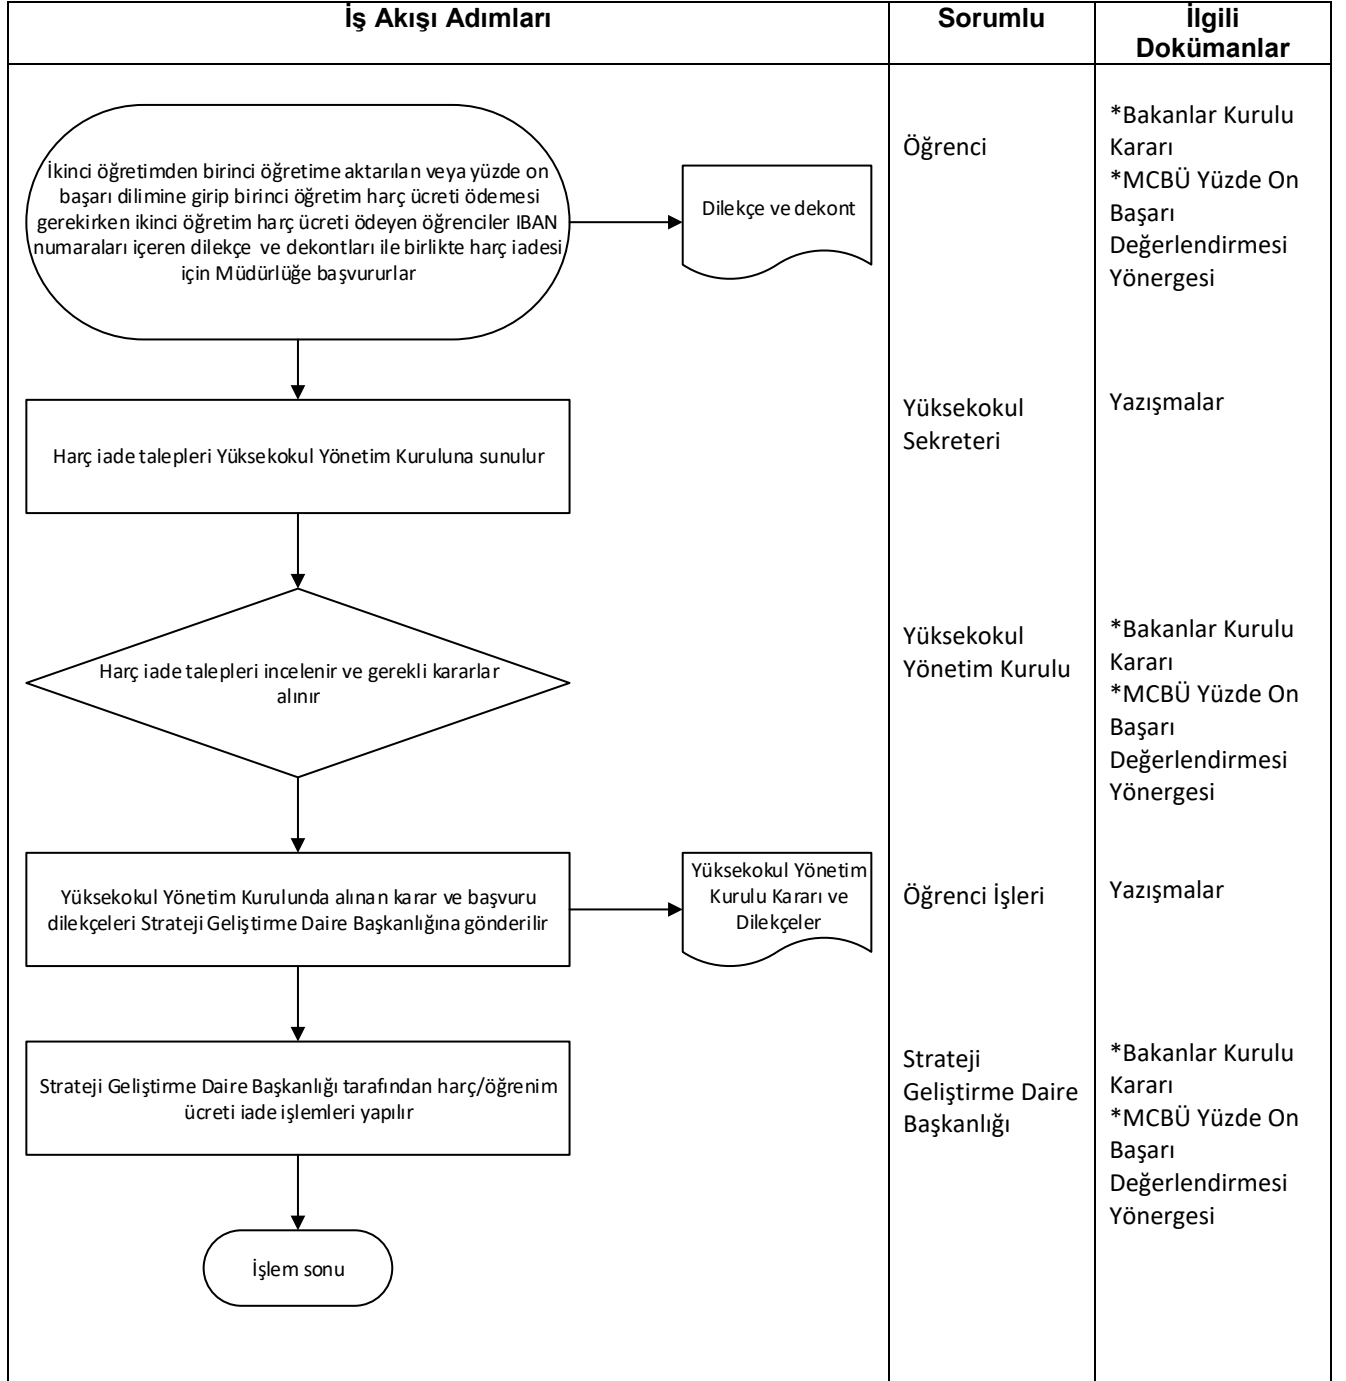 İş Akışı Adımları
Sorumlu
İlgili
Dokümanlar
İkinci öğretimden birinci öğretime aktarılan veya yüzde on
başarı dilimine girip birinci öğretim harç ücreti ödemesi
gerekirken ikinci öğretim harç ücreti ödeyen öğrenciler IBAN
numaraları içeren dilekçe ve dekontları ile birlikte harç iadesi
için Müdürlüğe başvururlar
Dilekçe ve dekont
Öğrenci
*Bakanlar Kurulu
Kararı
*MCBÜ Yüzde On
Başarı
Değerlendirmesi
Yönergesi
Harç iade talepleri Yüksekokul Yönetim Kuruluna sunulur
Yüksekokul
Sekreteri
Yazışmalar
Harç iade talepleri incelenir ve gerekli kararlar
alınır
Yüksekokul
Yönetim Kurulu
*Bakanlar Kurulu
Kararı
*MCBÜ Yüzde On
Başarı
Değerlendirmesi
Yönergesi
Yüksekokul Yönetim Kurulunda alınan karar ve başvuru
dilekçeleri Strateji Geliştirme Daire Başkanlığına gönderilir
Yüksekokul Yönetim
Kurulu Kararı ve
Dilekçeler
Öğrenci İşleri
Yazışmalar
Strateji Geliştirme Daire Başkanlığı tarafından harç/öğrenim
ücreti iade işlemleri yapılır
Strateji
Geliştirme Daire
Başkanlığı
*Bakanlar Kurulu
Kararı
*MCBÜ Yüzde On
Başarı
Değerlendirmesi
Yönergesi
İşlem sonu